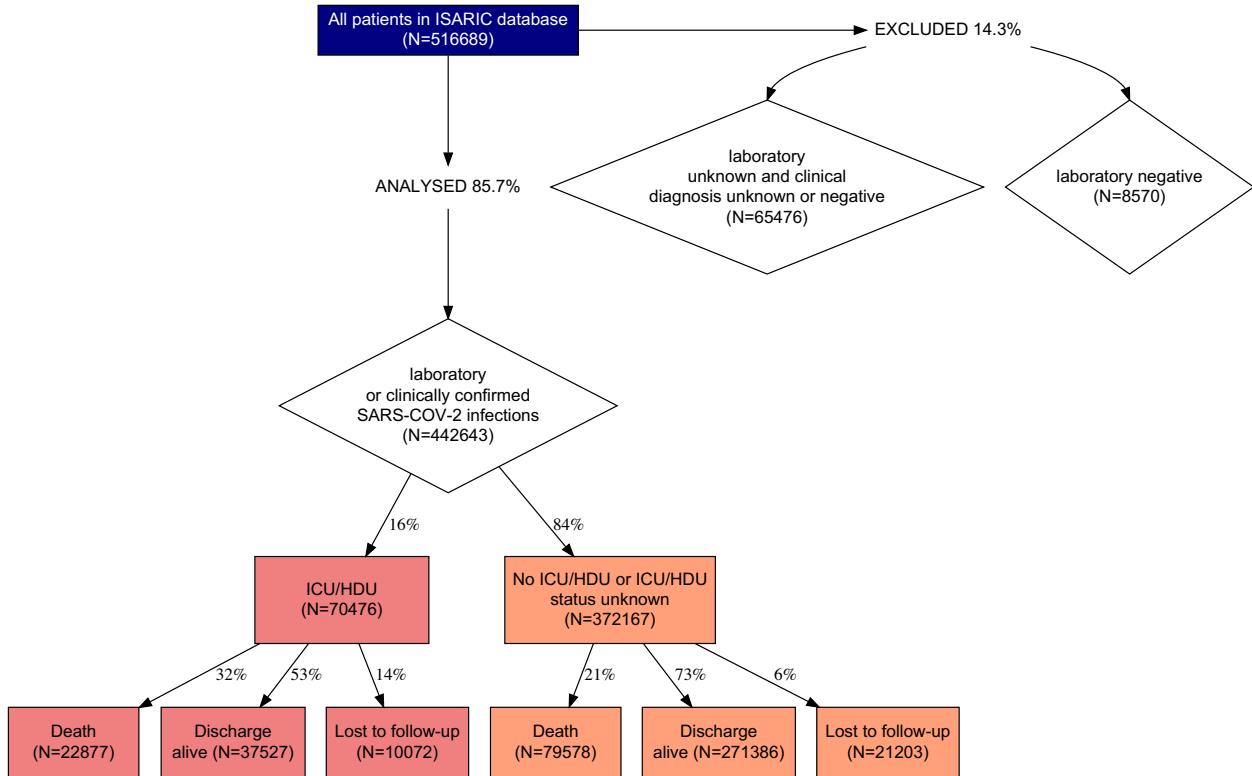 All patients in ISARIC database
(N=516689)
EXCLUDED 14.3%
laboratory
unknown and clinical
diagnosis unknown or negative
(N=65476)
laboratory negative
(N=8570)
ANALYSED 85.7%
laboratory
or clinically confirmed
SARS-COV-2 infections
(N=442643)
16%
84%
ICU/HDU
(N=70476)
No ICU/HDU or ICU/HDU
status unknown
(N=372167)
32%
53%
14%
21%
73%
6%
Death
(N=22877)
Discharge
alive (N=37527)
Lost to follow-up
(N=10072)
Death
(N=79578)
Discharge
alive (N=271386)
Lost to follow-up
(N=21203)